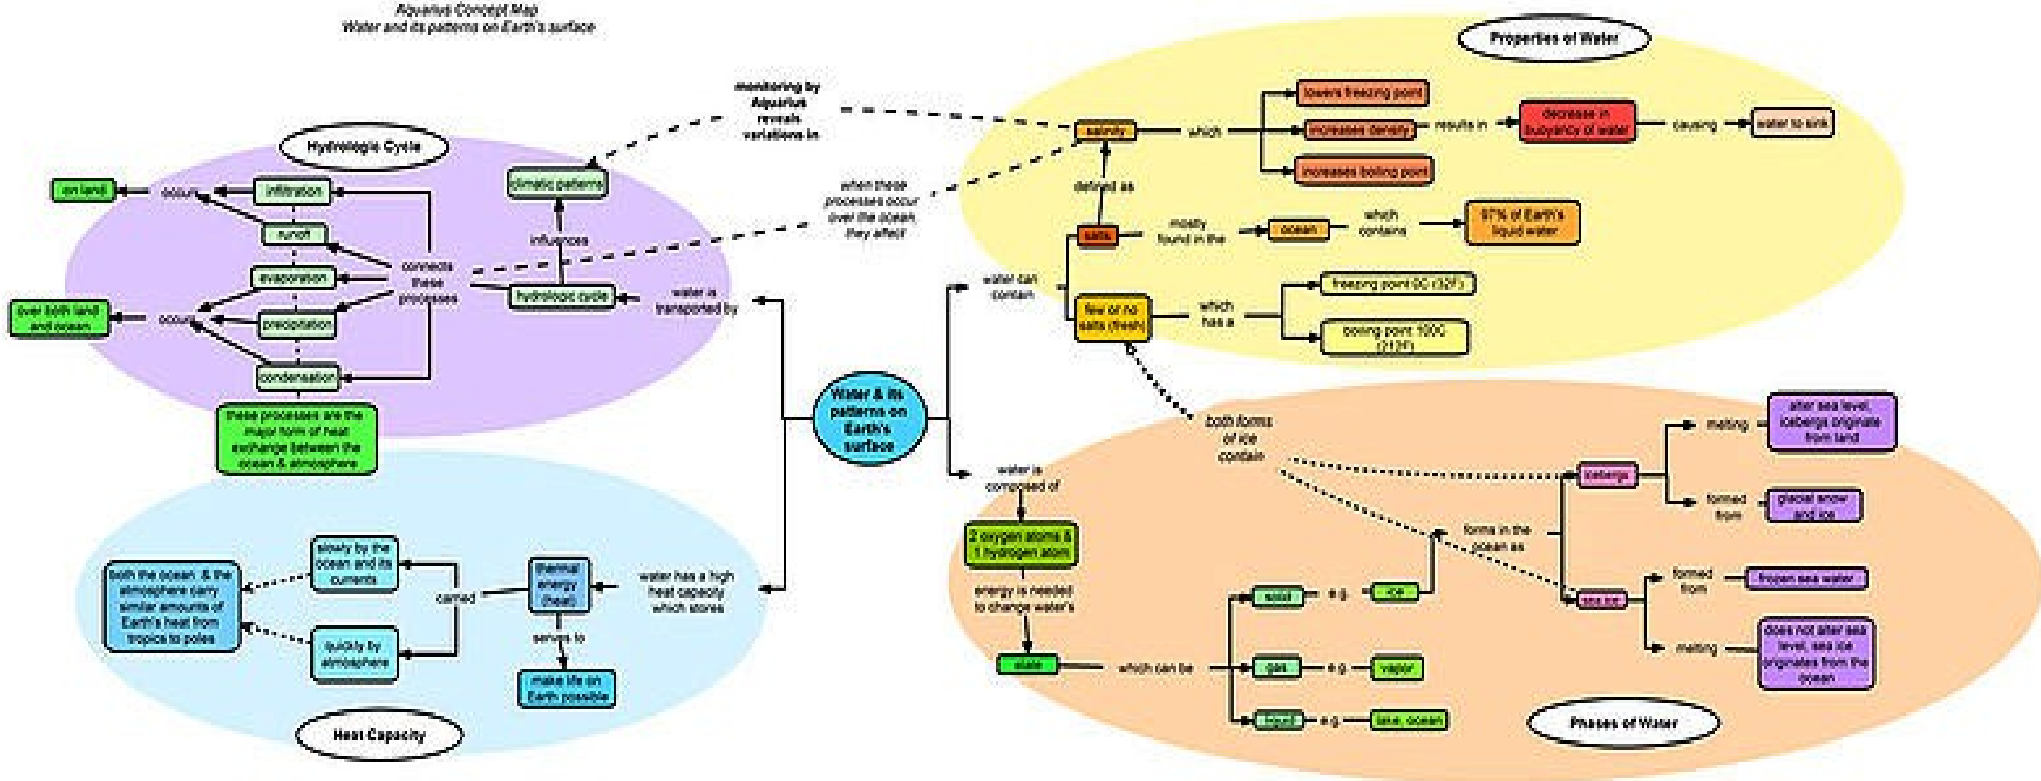 Aquarius Concept Map
Water and its patterns on Earth's surface
Hydrologic Cycle
on land
occurs
infiltration
runoff
evaporation
precipitation
condensation
over both land
and ocean
occurs
these processes are the
major form of heat
exchange between the
ocean & atmosphere
connects
these
processes
climatic patterns
influences
hydrologic cycle
water is
transported by
monitoring by
Aquarius
reveals
variations in
when these
processes occur
over the ocean,
they affect
Properties of Water
salinity
which
lowers freezing point
increases density
increases boiling point
results in
decrease in
buoyancy of water
causing
water to sink
defined as
salts
mostly
found in the
ocean
which
contains
97% of Earth's
liquid water
water can
contain
few or no
salts (fresh)
which
has a
freezing point 0C (32F)
boiling point 100C
(212F)
Water & its
patterns on
Earth's
surface
Heat Capacity
both the ocean & the
atmosphere carry
similar amounts of
Earth's heat from
tropics to poles
slowly by the
ocean and its
currents
quickly by
atmosphere
carried
thermal
energy
(heat)
serves to
make life on
Earth possible
water has a high
heat capacity
which stores
water is
composed of
2 oxygen atoms &
1 hydrogen atom
energy is needed
to change water's
state
which can be
solid
e.g.
ice
gas
e.g.
vapor
liquid
e.g.
lake, ocean
both forms
of ice
contain
forms in the
ocean as
icebergs
melting
alter sea level,
icebergs originate
from land
formed
from
glacial snow
and ice
sea ice
formed
from
frozen sea water
melting
does not alter sea
level, sea ice
originates from the
ocean
Phases of Water